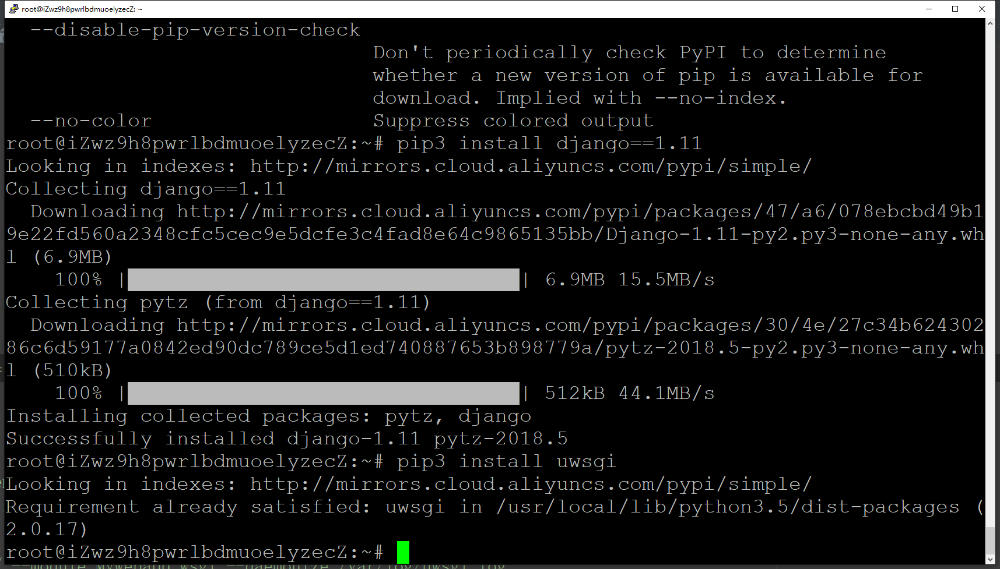 root@iZwz9h8pwrlbdmuoelyzecZ: ~
--disable-pip-version-check
Don't periodically check PyPI to determine
whether a new version of pip is available for
download. Implied with --no-index.
--no-color Suppress colored output
root@iZwz9h8pwrlbdmuoelyzecZ:~# pip3 install django==1.11
Looking in indexes: http://mirrors.cloud.aliyuncs.com/pypi/simple/
Collecting django==1.11
Downloading http://mirrors.cloud.aliyuncs.com/pypi/packages/47/a6/078ebcbd49b1
9e22fd560a2348cfc5cec9e5dcfe3c4fad8e64c9865135bb/Django-1.11-py2.py3-none-any.wh
l (6.9MB)
100% | | 6.9MB 15.5MB/s
Collecting pytz (from django==1.11)
Downloading http://mirrors.cloud.aliyuncs.com/pypi/packages/30/4e/27c34b624302
86c6d59177a0842ed90dc789ce5d1ed740887653b898779a/pytz-2018.5-py2.py3-none-any.wh
l (510kB)
100% | | 512kB 44.1MB/s
Installing collected packages: pytz, django
Successfully installed django-1.11 pytz-2018.5
root@iZwz9h8pwrlbdmuoelyzecZ:~# pip3 install uwsgi
Looking in indexes: http://mirrors.cloud.aliyuncs.com/pypi/simple/
Requirement already satisfied: uwsgi in /usr/local/lib/python3.5/dist-packages (
2.0.17)
root@iZwz9h8pwrlbdmuoelyzecZ:~#